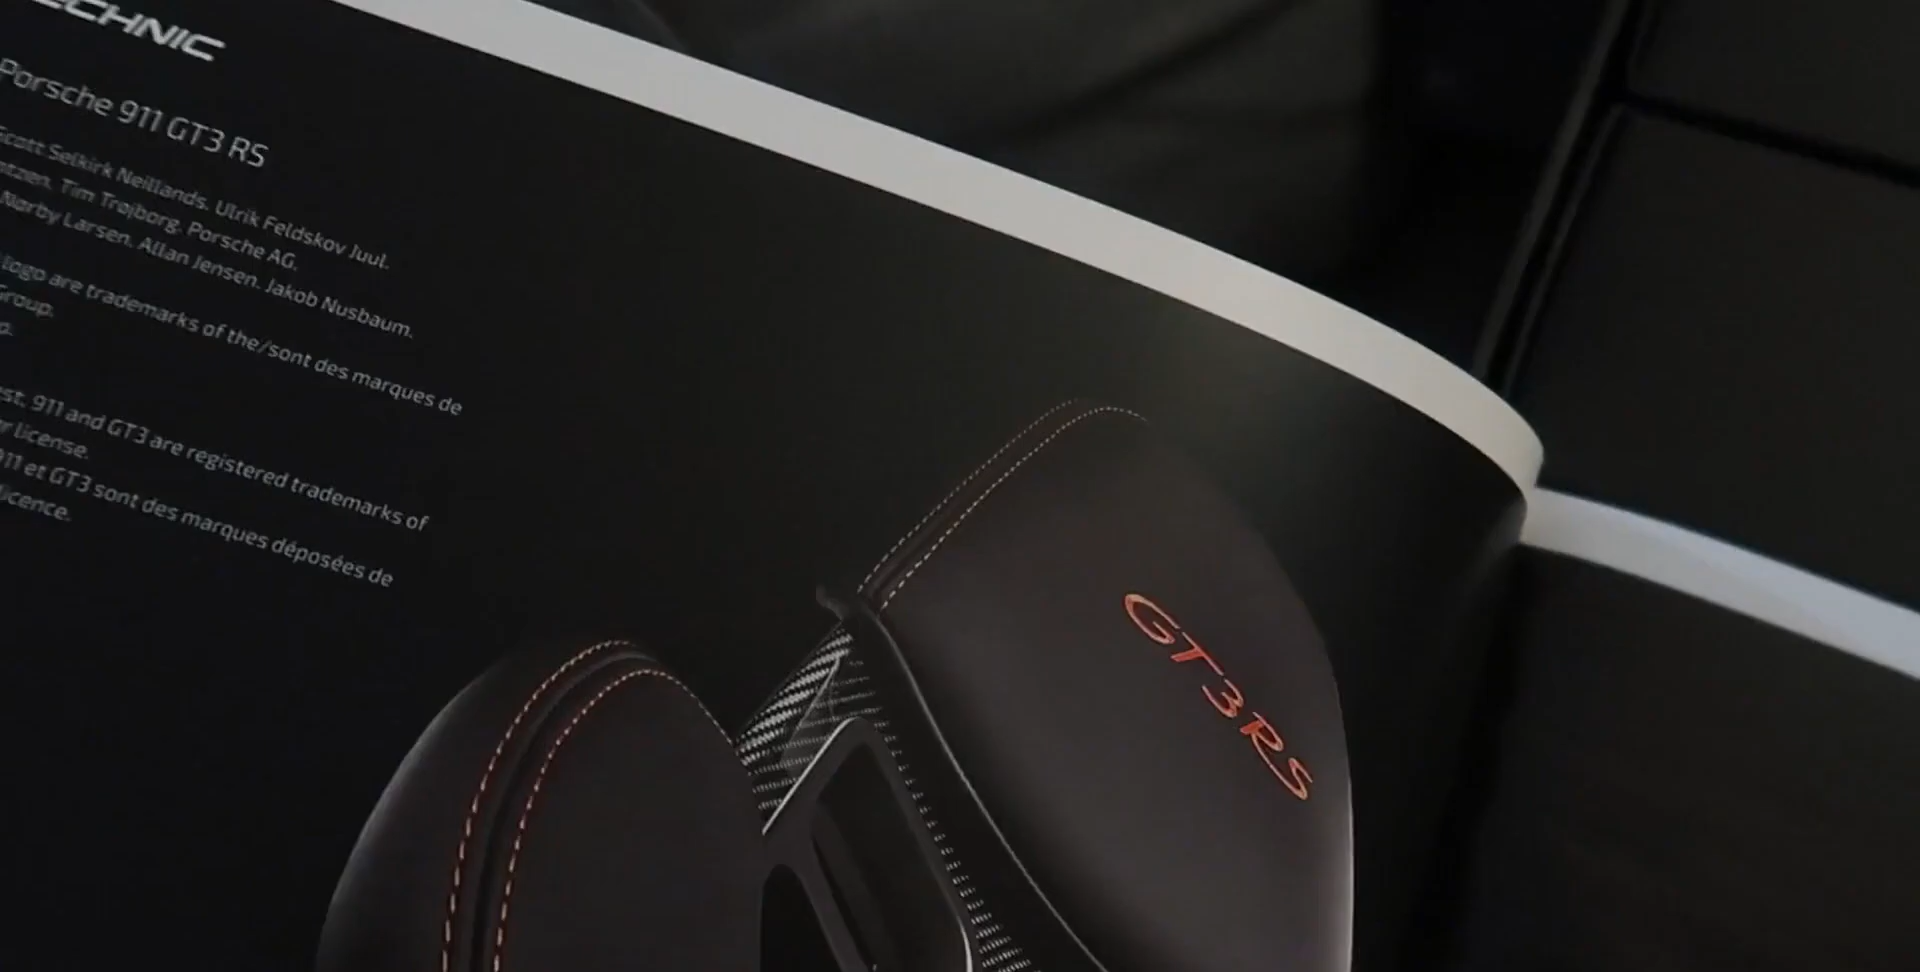 ECHNIC
Porsche 911 GT3 RS
Scott Selkirk Neillands, Ulrik Feldskov Juul,
ntzen, Tim Trøjborg, Porsche AG,
Nørby Larsen, Allan Jensen, Jakob Nusbaum.
logo are trademarks of the/sont des marques de
Group.
p.
est, 911 and GT3 are registered trademarks of
r license.
911 et GT3 sont des marques déposées de
licence.
GT3RS